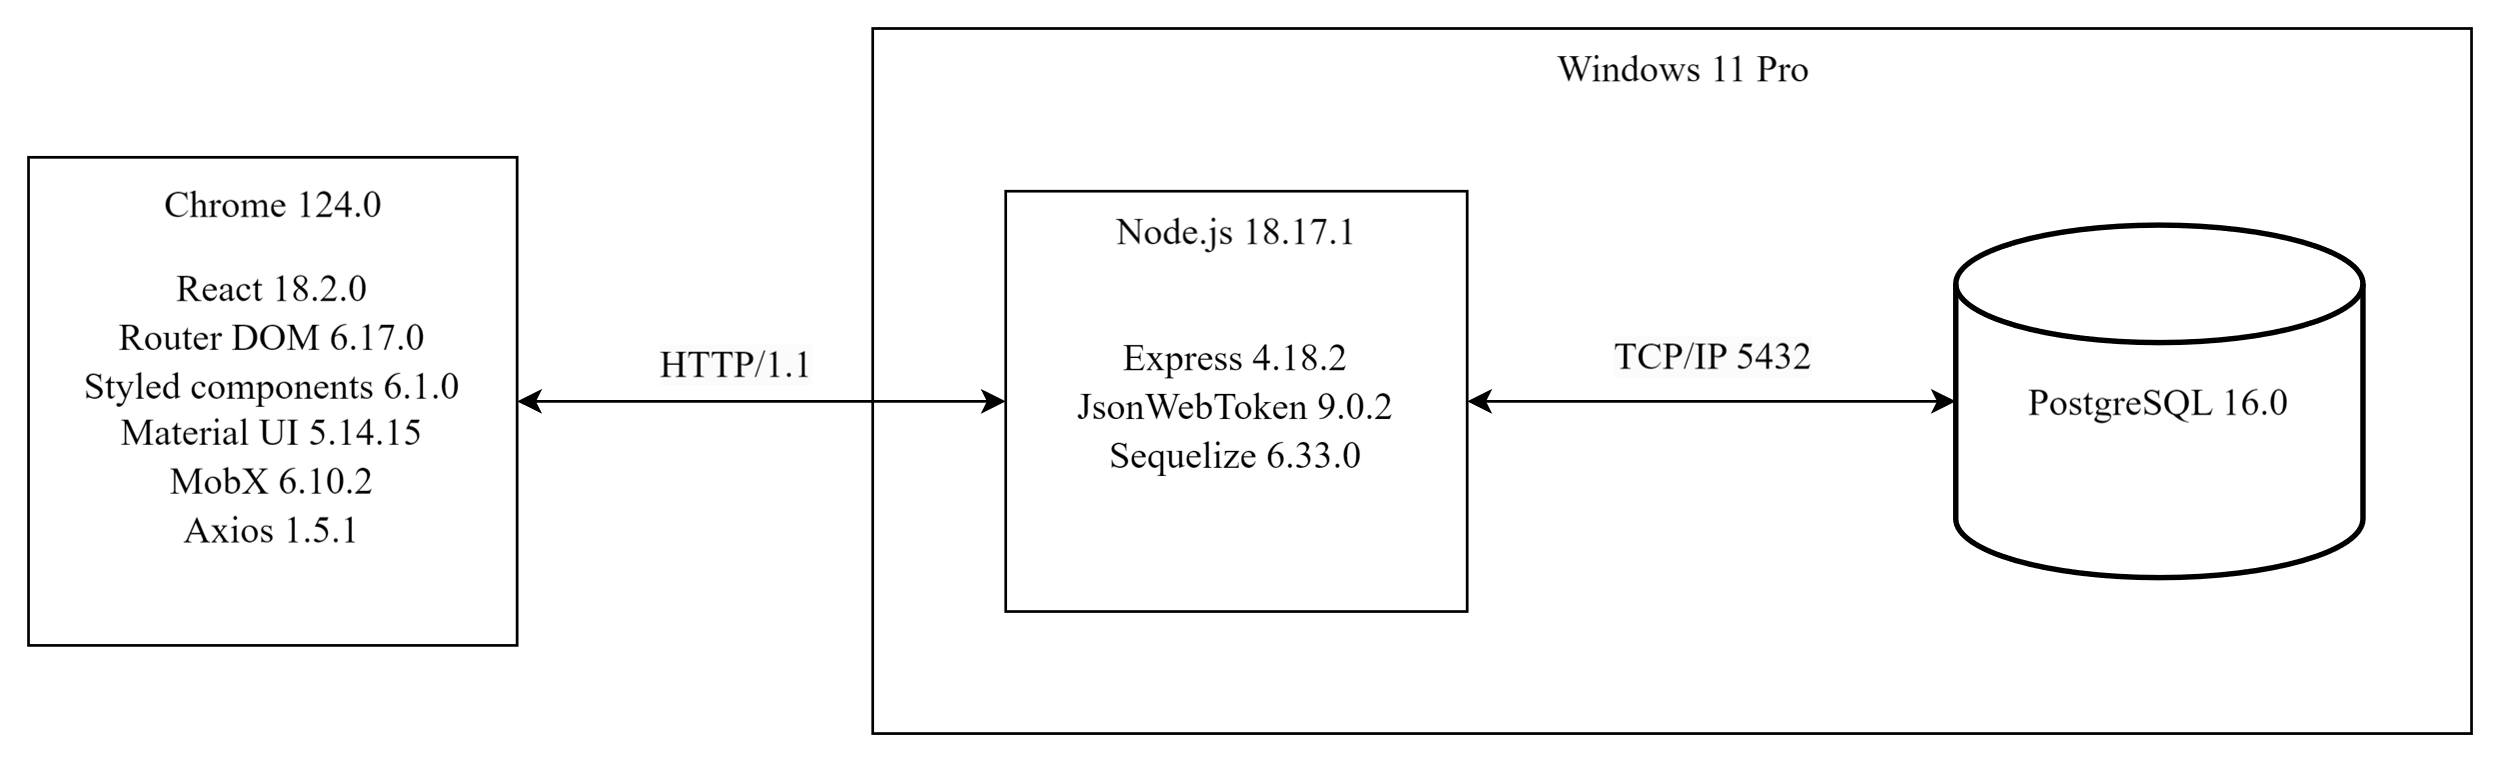 Windows 11 Pro
Chrome 124.0
React 18.2.0
Router DOM 6.17.0
Styled components 6.1.0
Material UI 5.14.15
MobX 6.10.2
Axios 1.5.1
HTTP/1.1
Node.js 18.17.1
Express 4.18.2
JsonWebToken 9.0.2
Sequelize 6.33.0
TCP/IP 5432
PostgreSQL 16.0